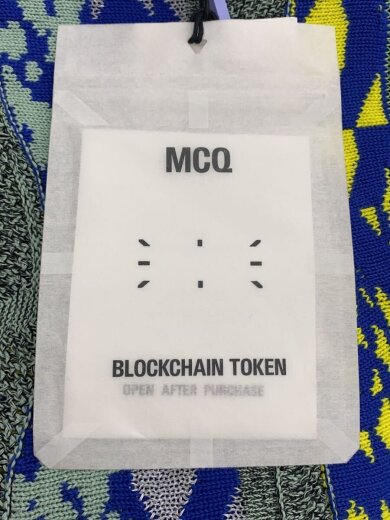 MCQ
BLOCKCHAIN TOKEN
OPEN AFTER PURCHASE